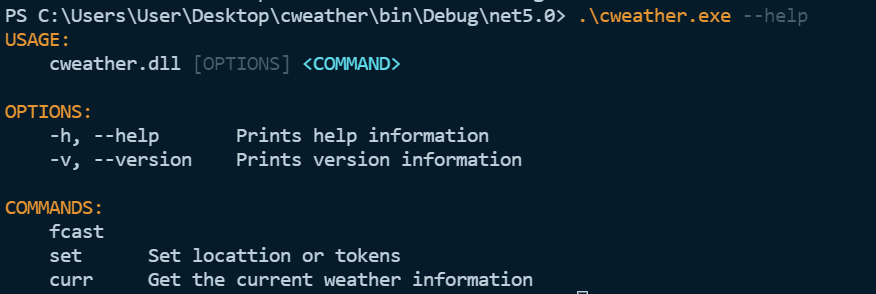 PS C:\Users\User\Desktop\cweather\bin\Debug\net5.0> .\cweather.exe --help
USAGE:
    cweather.dll [OPTIONS] <COMMAND>

OPTIONS:
    -h, --help       Prints help information
    -v, --version    Prints version information

COMMANDS:
    fcast
    set      Set locattion or tokens
    curr     Get the current weather information